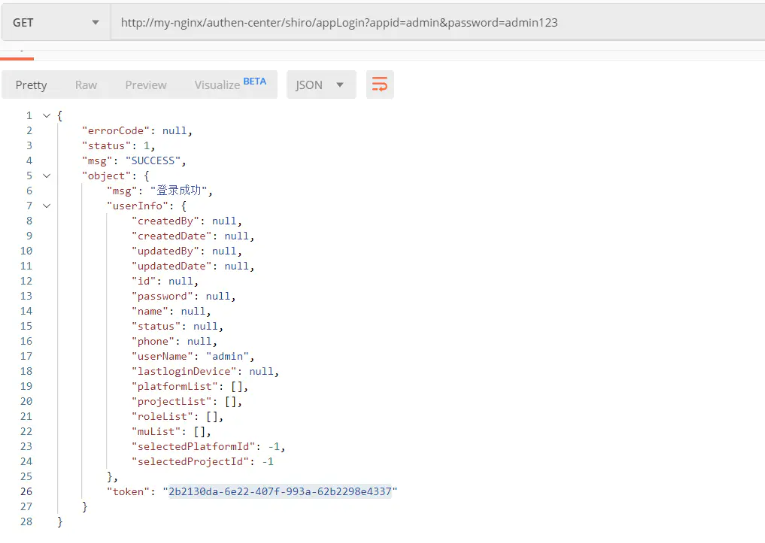 GET http://my-nginx/authen-center/shiro/appLogin?appid=admin&password=admin123
Pretty Raw Preview Visualize BETA JSON
1 {
2 "errorCode": null,
3 "status": 1,
4 "msg": "SUCCESS",
5 "object": {
6 "msg": "登录成功",
7 "userInfo": {
8 "createdBy": null,
9 "createdDate": null,
10 "updatedBy": null,
11 "updatedDate": null,
12 "id": null,
13 "password": null,
14 "name": null,
15 "status": null,
16 "phone": null,
17 "userName": "admin",
18 "lastloginDevice": null,
19 "platformList": [],
20 "projectList": [],
21 "roleList": [],
22 "muList": [],
23 "selectedPlatformId": -1,
24 "selectedProjectId": -1
25 },
26 "token": "2b2130da-6e22-407f-993a-62b2298e4337"
27 }
28 }